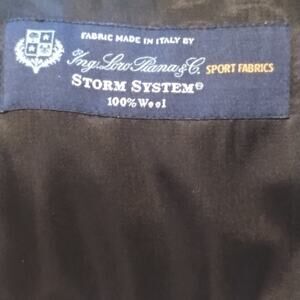 FABRIC MADE IN ITALY BY
Ing. Loro Piana & C. SPORT FABRICS
STORM SYSTEM®
100% Wool